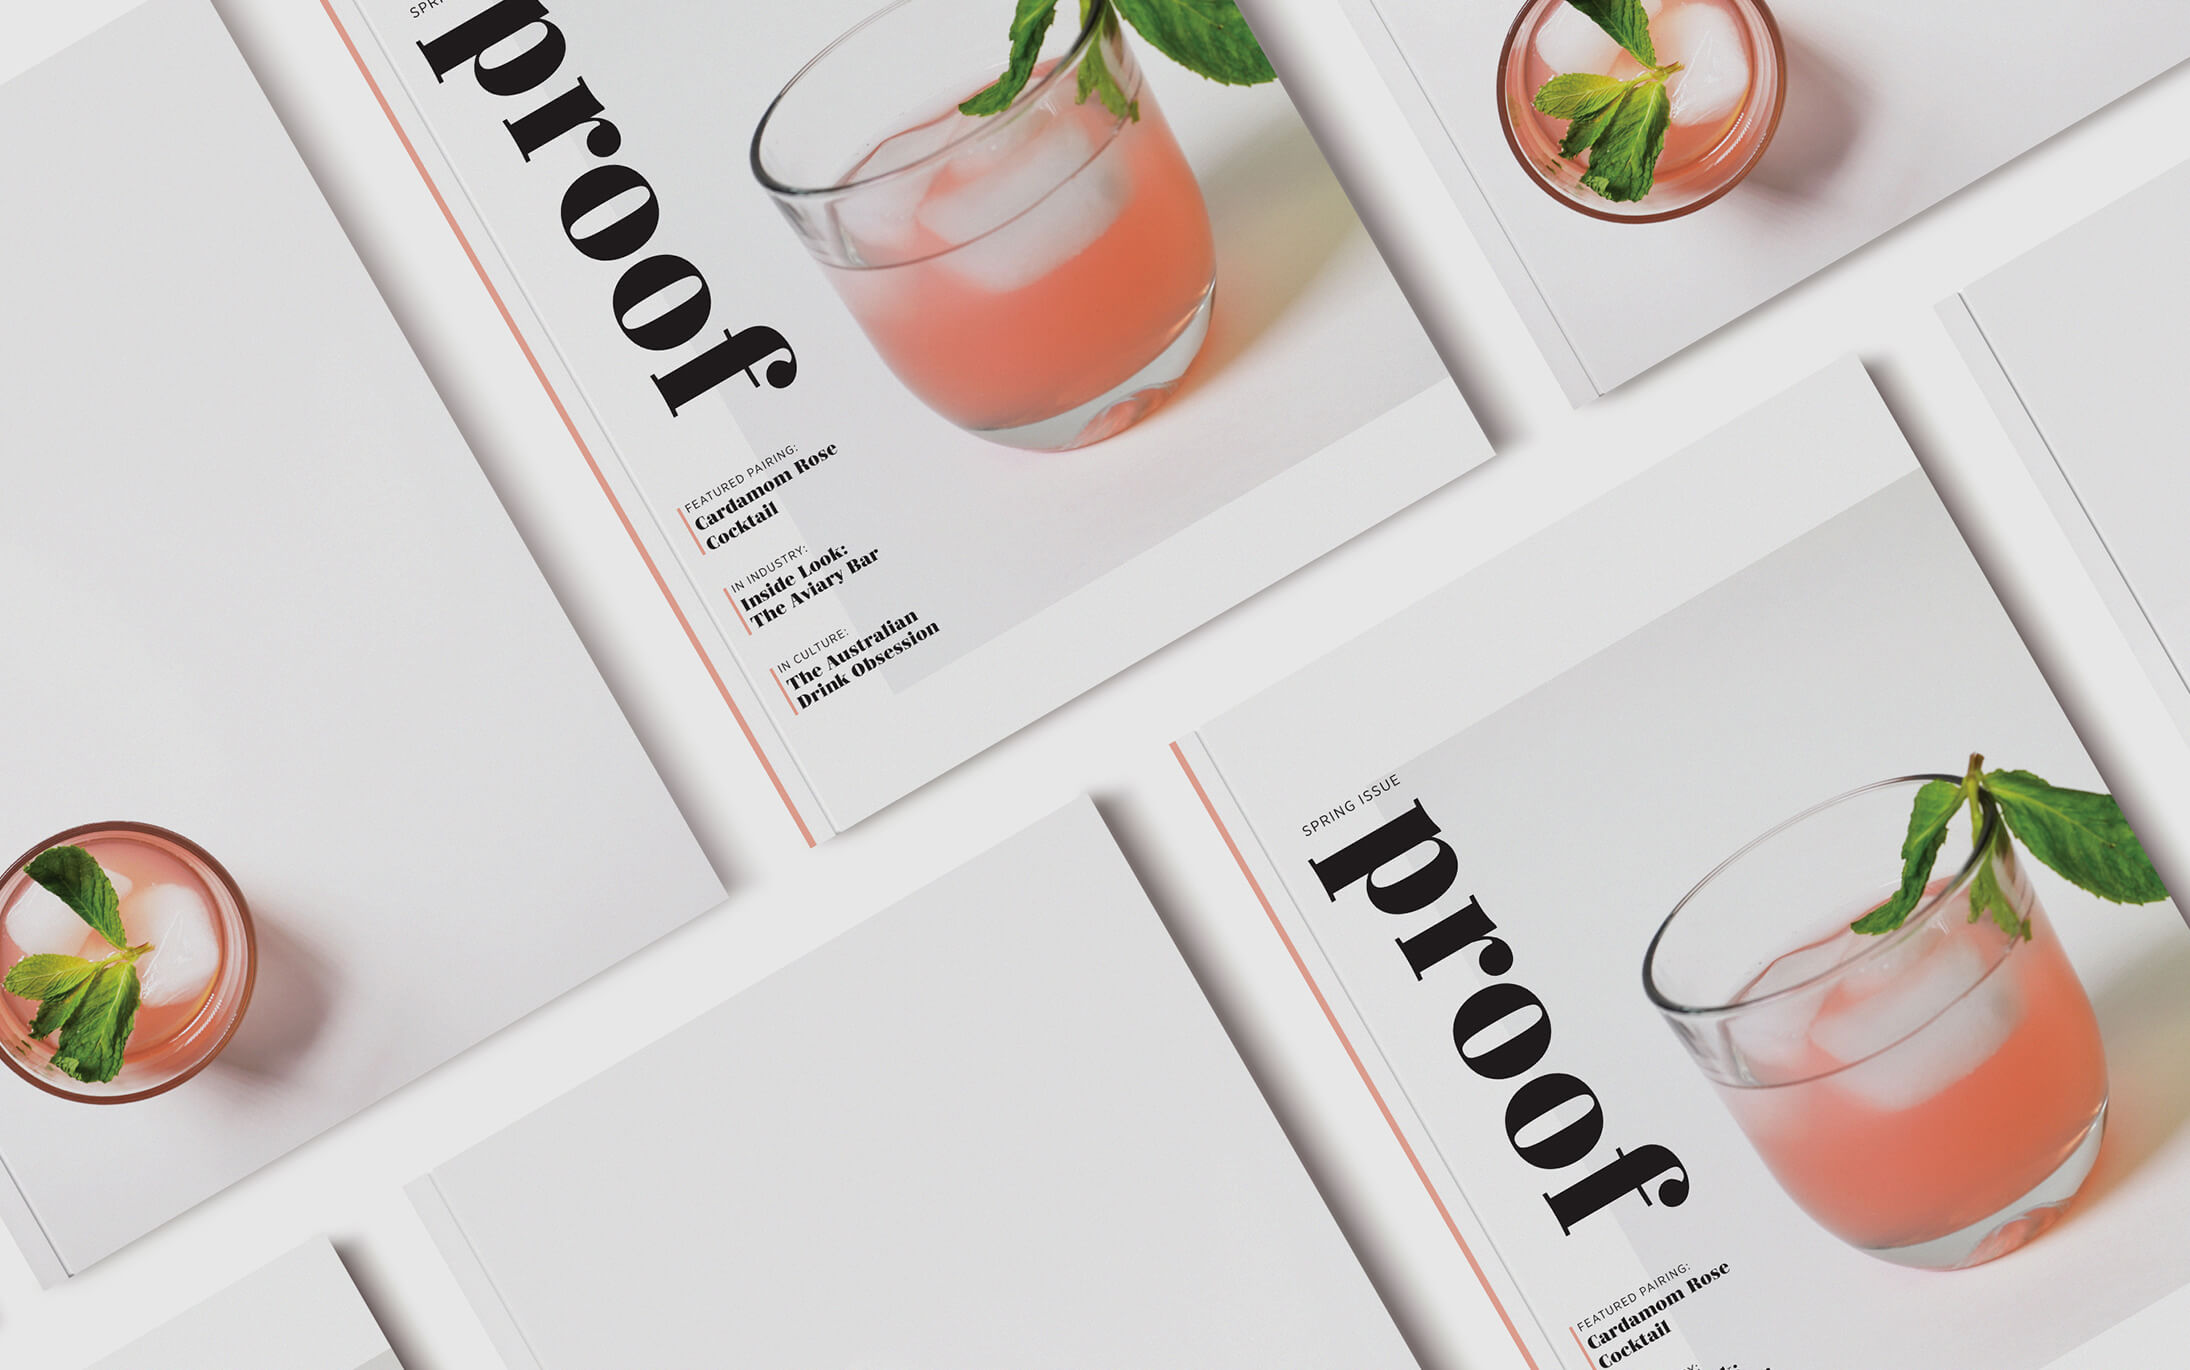 SPR
proof
FEATURED PAIRING:
Cardamom Rose
Cocktail
IN INDUSTRY:
Inside Look:
The Aviary Bar
IN CULTURE:
The Australian
Drink Obsession
SPRING ISSUE
proof
FEATURED PAIRING:
Cardamom Rose
Cocktail